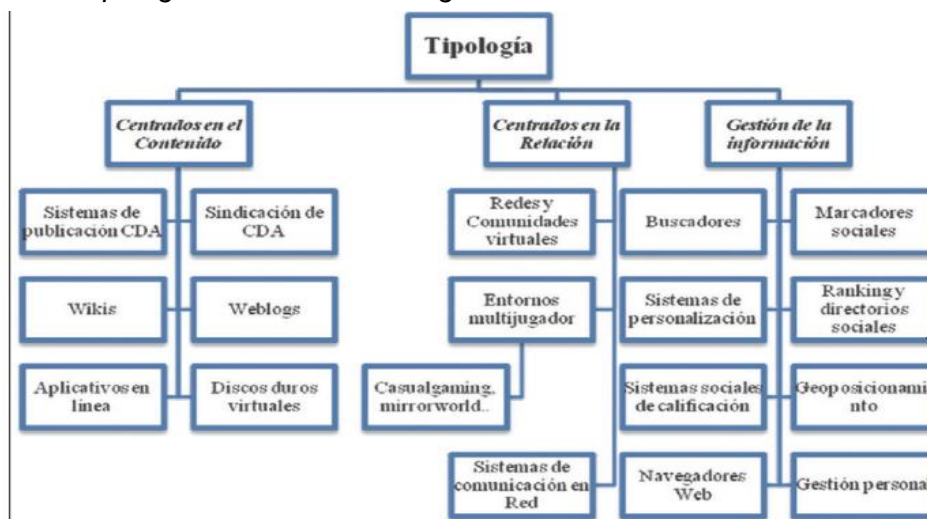 Tipología
Centrados en el
Contenido
Centrados en la
Relación
Gestión de la
información
Sistemas de
publicación CDA
Sindicación de
CDA
Wikis
Weblogs
Aplicativos en
línea
Discos duros
virtuales
Redes y
Comunidades
virtuales
Entornos
multijugador
Casualgaming,
mirrorworld..
Sistemas de
comunicación en
Red
Buscadores
Marcadores
sociales
Sistemas de
personalización
Ranking y
directorios
sociales
Sistemas sociales
de calificación
Geoposicionami
nto
Navegadores
Web
Gestión personal